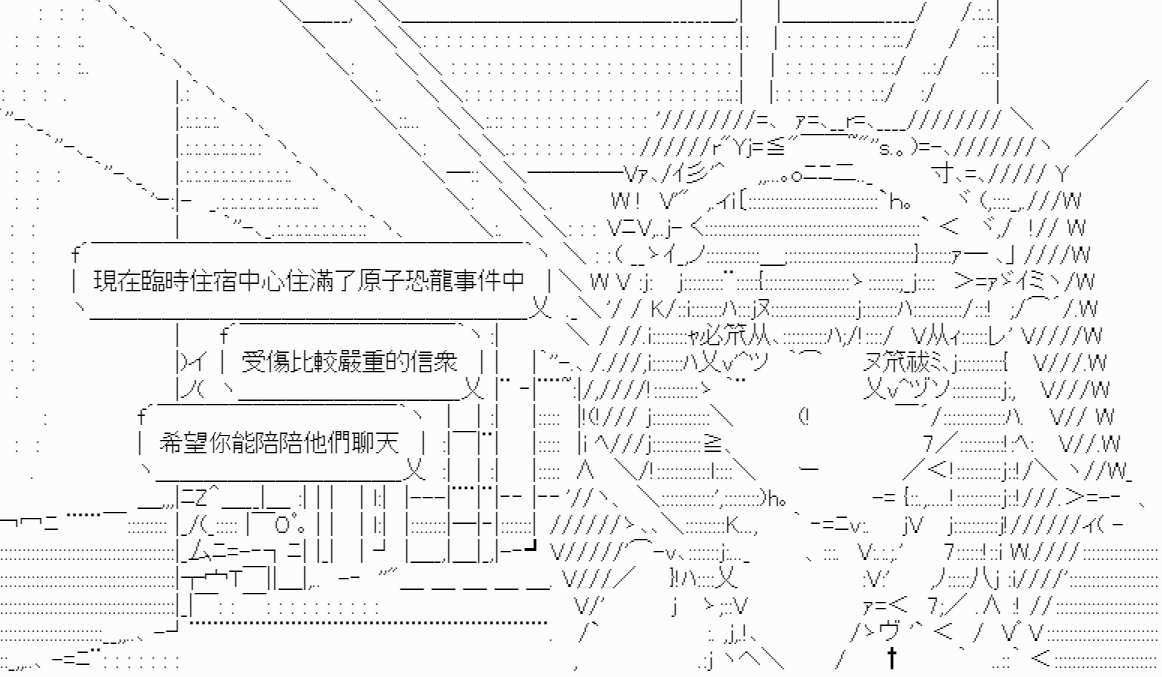 現在臨時住宿中心住滿了原子恐龍事件中
受傷比較嚴重的信衆
希望你能陪陪他們聊天